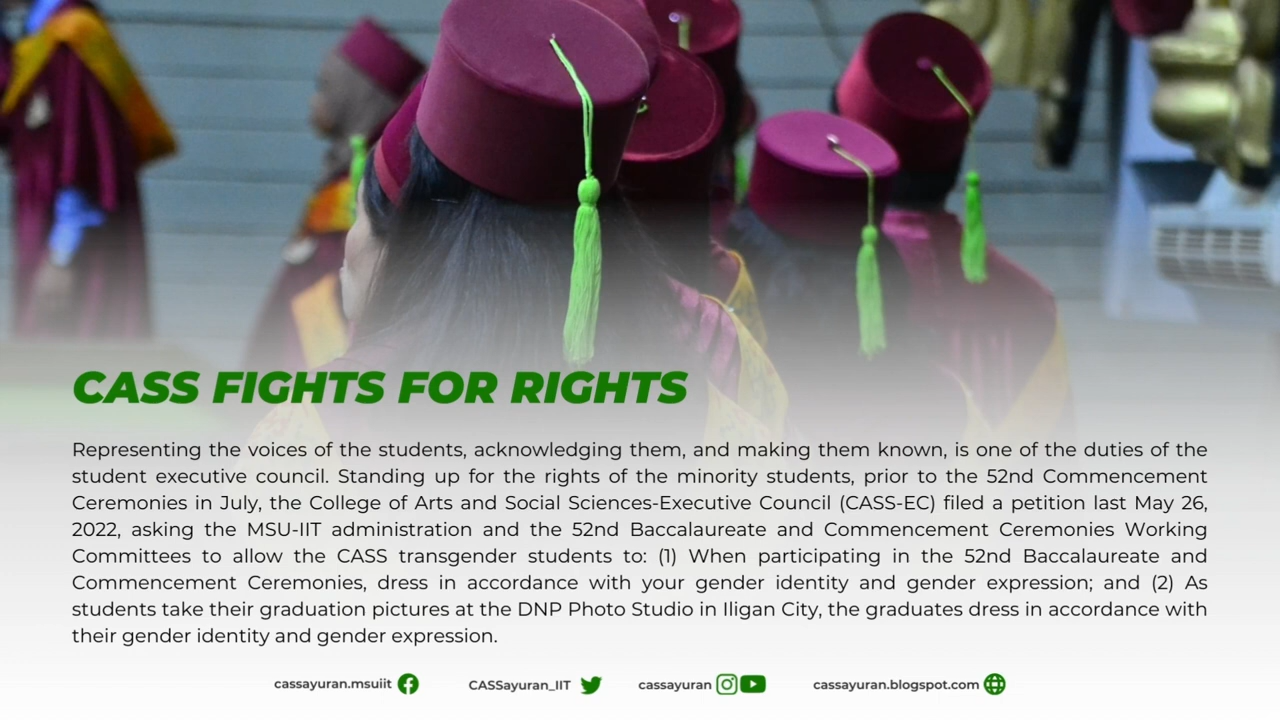 CASS FIGHTS FOR RIGHTS
Representing the voices of the students, acknowledging them, and making them known, is one of the duties of the
student executive council. Standing up for the rights of the minority students, prior to the 52nd Commencement
Ceremonies in July, the College of Arts and Social Sciences-Executive Council (CASS-EC) filed a petition last May 26,
2022, asking the MSU-IIT administration and the 52nd Baccalaureate and Commencement Ceremonies Working
Committees to allow the CASS transgender students to: (1) When participating in the 52nd Baccalaureate and
Commencement Ceremonies, dress in accordance with your gender identity and gender expression; and (2) As
students take their graduation pictures at the DNP Photo Studio in Iligan City, the graduates dress in accordance with
their gender identity and gender expression.
cassayuran.msuiit CASSayuran_IIT cassayuran cassayuran.blogspot.com